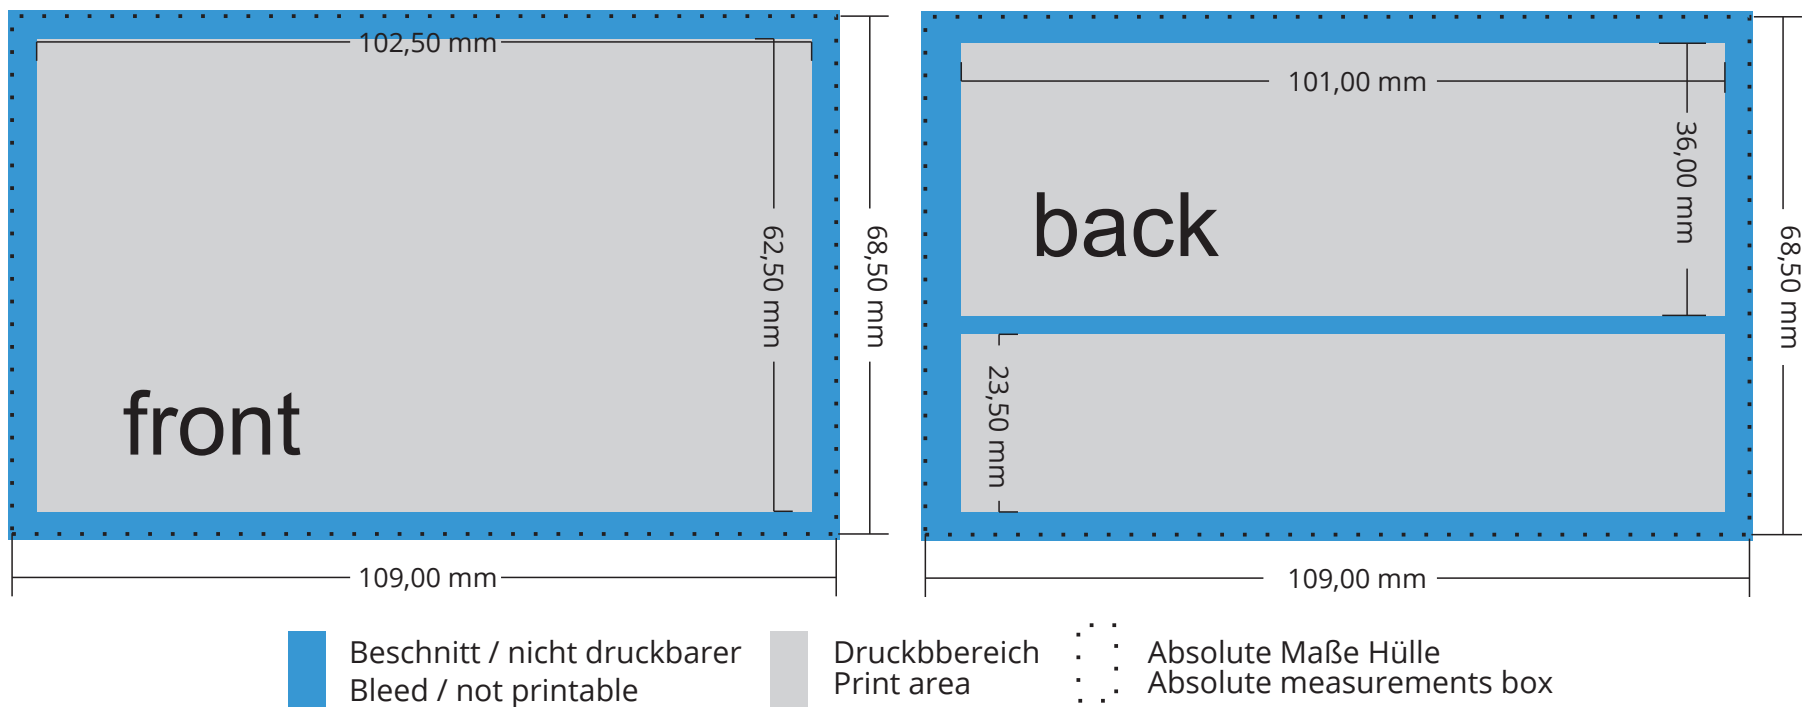 102,50 mm
62,50 mm
68,50 mm
front
109,00 mm
101,00 mm
36,00 mm
back
68,50 mm
23,50 mm
109,00 mm
Beschnitt / nicht druckbarer
Bleed / not printable
Druckbbereich
Print area
Absolute Maße Hülle
Absolute measurements box